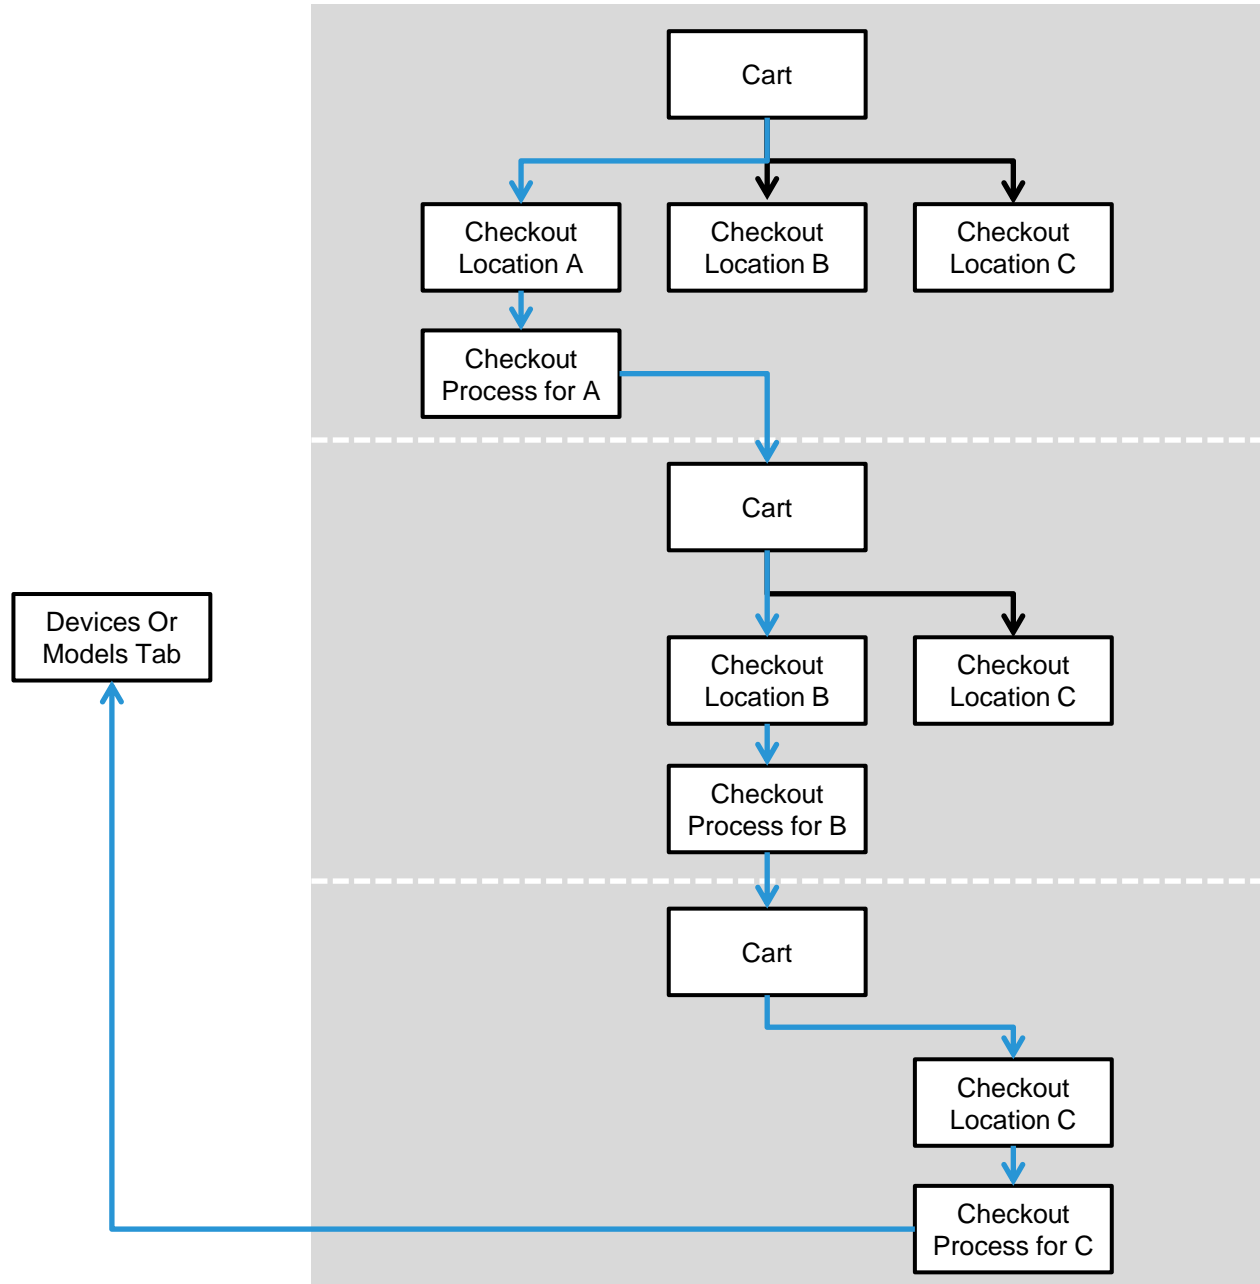 Cart
Checkout
Location A
Checkout
Location B
Checkout
Location C
Checkout
Process for A
Cart
Devices Or
Models Tab
Checkout
Location B
Checkout
Location C
Checkout
Process for B
Cart
Checkout
Location C
Checkout
Process for C